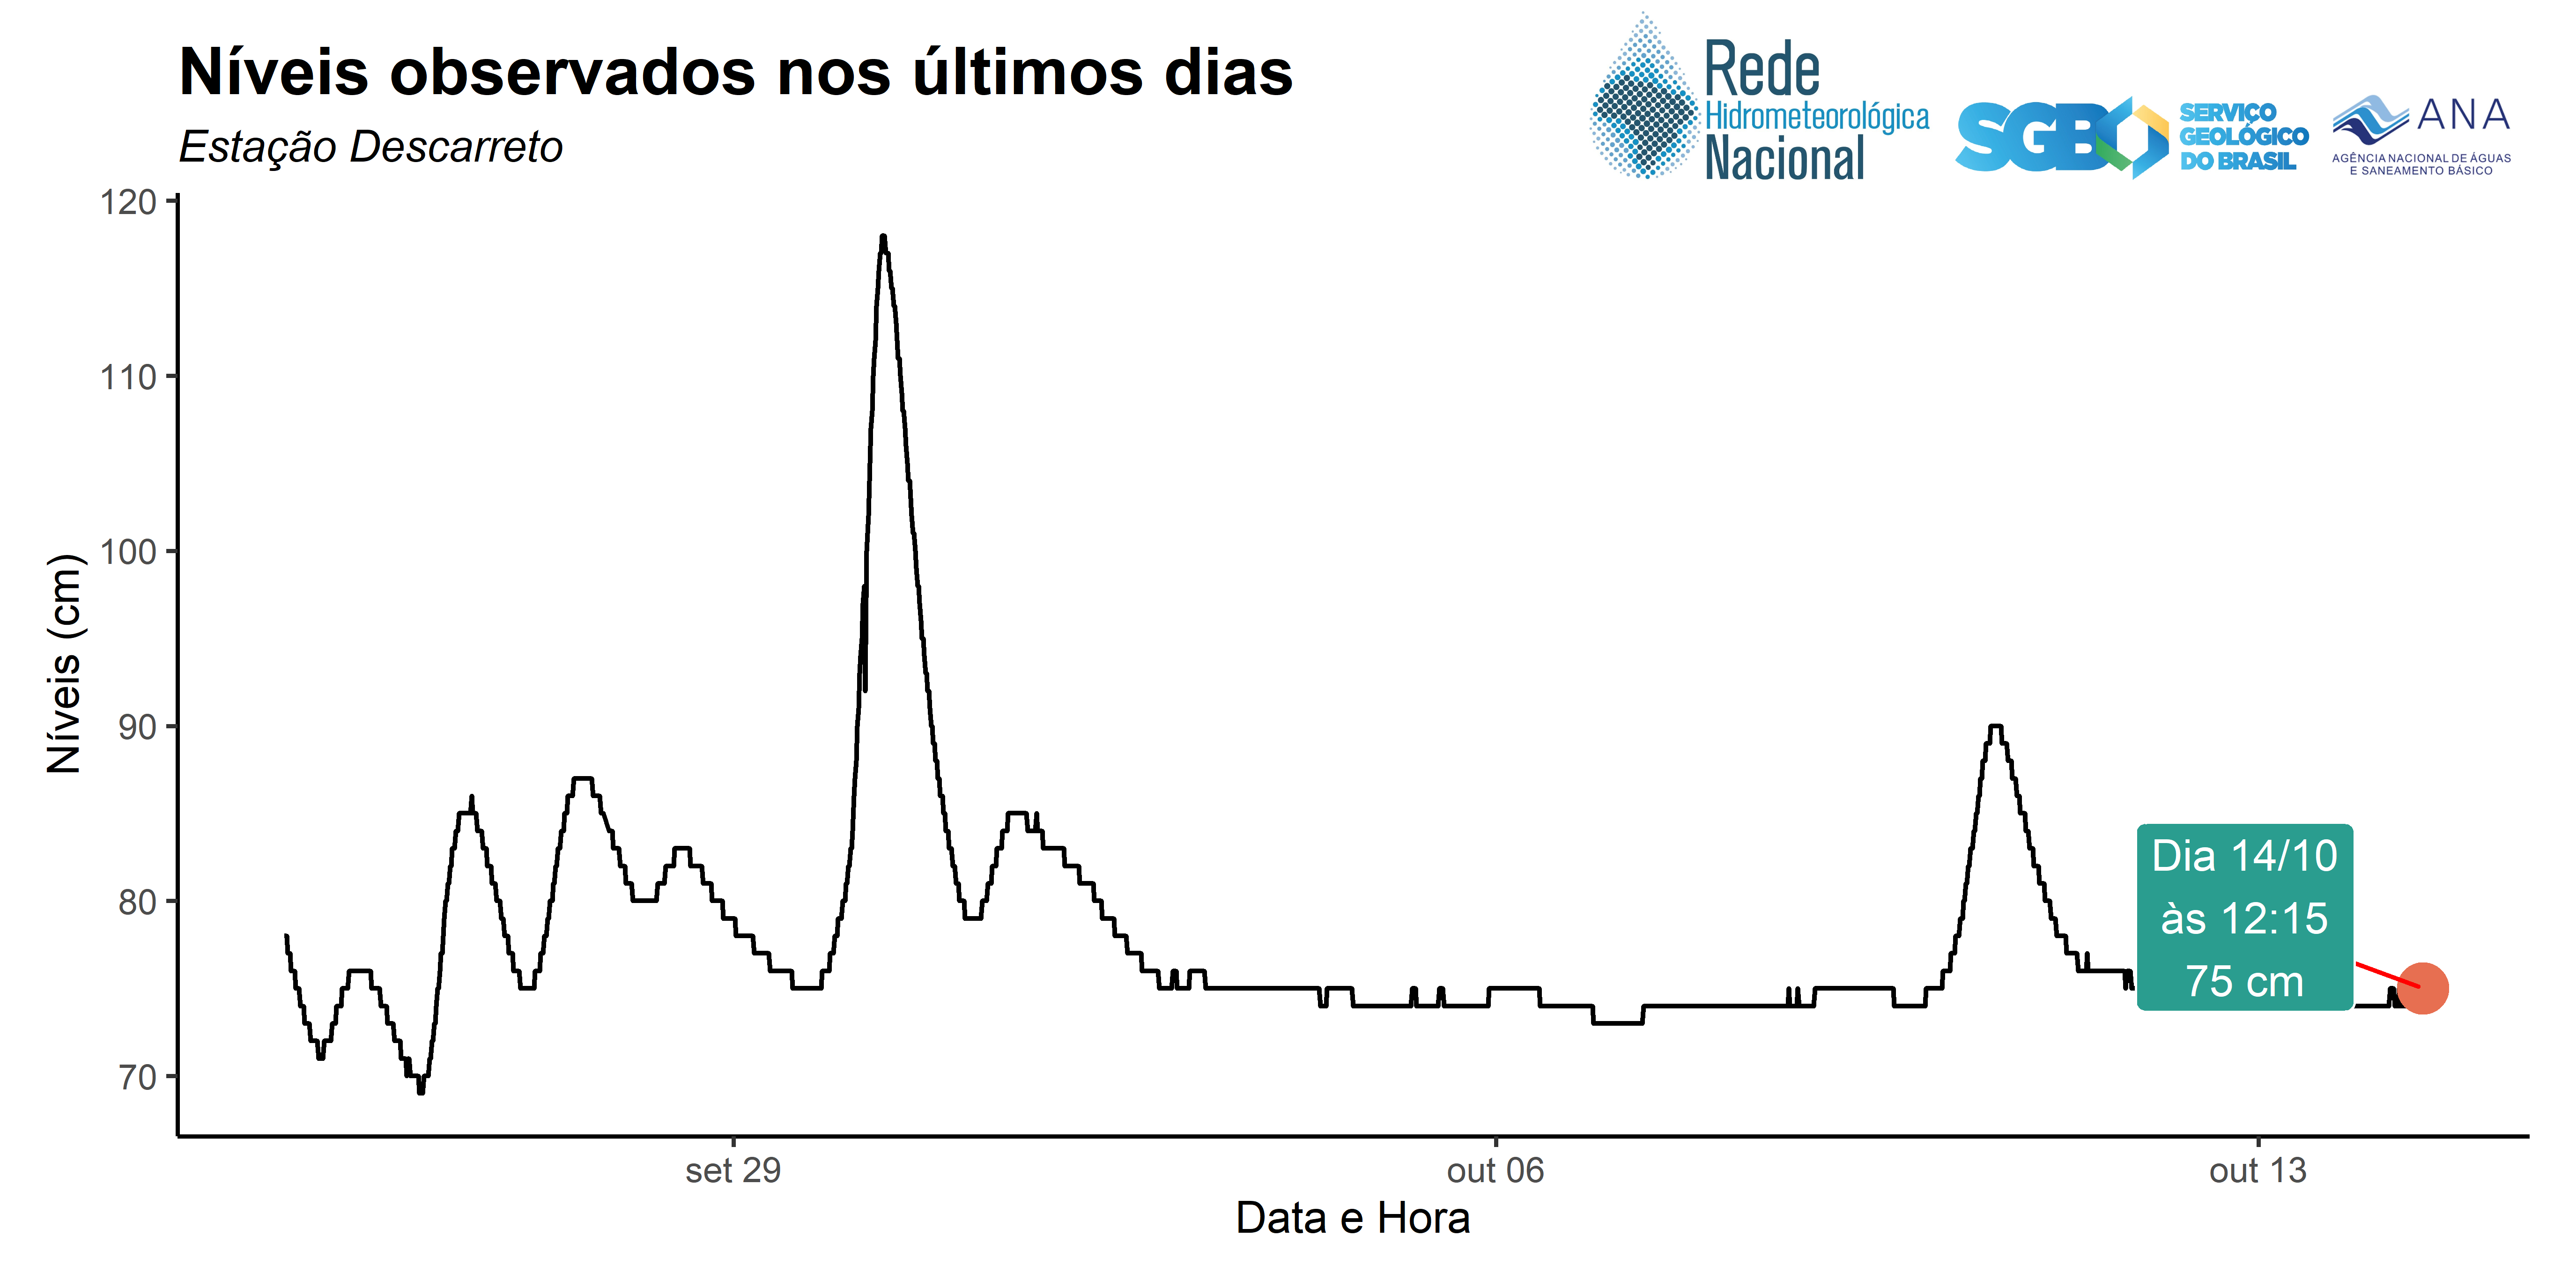 Níveis observados nos últimos dias
Estação Descarreto
Rede
Hidrometeorológica
Nacional
SGB
SERVIÇO
GEOLÓGICO
DO BRASIL
ANA
AGÊNCIA NACIONAL DE ÁGUAS
E SANEAMENTO BÁSICO
120
110
100
90
80
70
Níveis (cm)
Dia 14/10
às 12:15
75 cm
set 29
out 06
out 13
Data e Hora